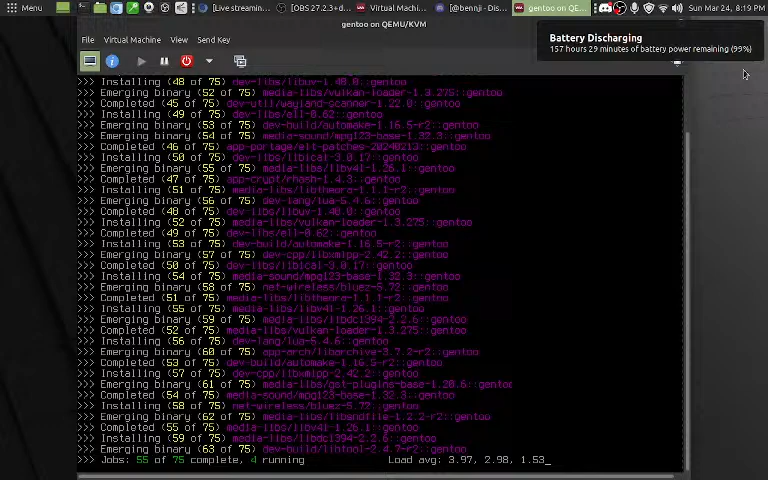 Menu [Live streamin... [OBS 27.2.3+d... Virtual Machi... [@bennji - Dis... gentoo on QE... Sun Mar 24, 8:19 PM
gentoo on QEMU/KVM
File Virtual Machine View Send Key
Battery Discharging
157 hours 29 minutes of battery power remaining (99%)
>>> Installing (48 of 75) dev-libs/libuv-1.48.0::gentoo
>>> Emerging binary (52 of 75) media-libs/vulkan-loader-1.3.275::gentoo
>>> Completed (45 of 75) dev-util/wayland-scanner-1.22.0::gentoo
>>> Installing (49 of 75) dev-libs/ell-0.62::gentoo
>>> Emerging binary (53 of 75) dev-build/automake-1.16.5-r2::gentoo
>>> Emerging binary (54 of 75) media-sound/mpg123-base-1.32.3::gentoo
>>> Completed (46 of 75) app-portage/elt-patches-20240213::gentoo
>>> Installing (50 of 75) dev-libs/libical-3.0.17::gentoo
>>> Emerging binary (55 of 75) media-libs/libv4l-1.26.1::gentoo
>>> Completed (47 of 75) app-crypt/rhash-1.4.3::gentoo
>>> Installing (51 of 75) media-libs/libtheora-1.1.1-r2::gentoo
>>> Emerging binary (56 of 75) dev-lang/lua-5.4.6::gentoo
>>> Completed (48 of 75) dev-libs/libuv-1.48.0::gentoo
>>> Installing (52 of 75) media-libs/vulkan-loader-1.3.275::gentoo
>>> Completed (49 of 75) dev-libs/ell-0.62::gentoo
>>> Installing (53 of 75) dev-build/automake-1.16.5-r2::gentoo
>>> Emerging binary (57 of 75) dev-cpp/libxmlpp-2.42.2::gentoo
>>> Completed (50 of 75) dev-libs/libical-3.0.17::gentoo
>>> Installing (54 of 75) media-sound/mpg123-base-1.32.3::gentoo
>>> Emerging binary (58 of 75) net-wireless/bluez-5.72::gentoo
>>> Completed (51 of 75) media-libs/libtheora-1.1.1-r2::gentoo
>>> Installing (55 of 75) media-libs/libv4l-1.26.1::gentoo
>>> Emerging binary (59 of 75) media-libs/libdc1394-2.2.6::gentoo
>>> Completed (52 of 75) media-libs/vulkan-loader-1.3.275::gentoo
>>> Installing (56 of 75) dev-lang/lua-5.4.6::gentoo
>>> Emerging binary (60 of 75) app-arch/libarchive-3.7.2-r2::gentoo
>>> Completed (53 of 75) dev-build/automake-1.16.5-r2::gentoo
>>> Installing (57 of 75) dev-cpp/libxmlpp-2.42.2::gentoo
>>> Emerging binary (61 of 75) media-libs/gst-plugins-base-1.20.6::gentoo
>>> Completed (54 of 75) media-sound/mpg123-base-1.32.3::gentoo
>>> Installing (58 of 75) net-wireless/bluez-5.72::gentoo
>>> Emerging binary (62 of 75) media-libs/libsndfile-1.2.2-r2::gentoo
>>> Completed (55 of 75) media-libs/libv4l-1.26.1::gentoo
>>> Installing (59 of 75) media-libs/libdc1394-2.2.6::gentoo
>>> Emerging binary (63 of 75) dev-build/libtool-2.4.7-r2::gentoo
>>> Jobs: 55 of 75 complete, 4 running Load avg: 3.97, 2.98, 1.53_